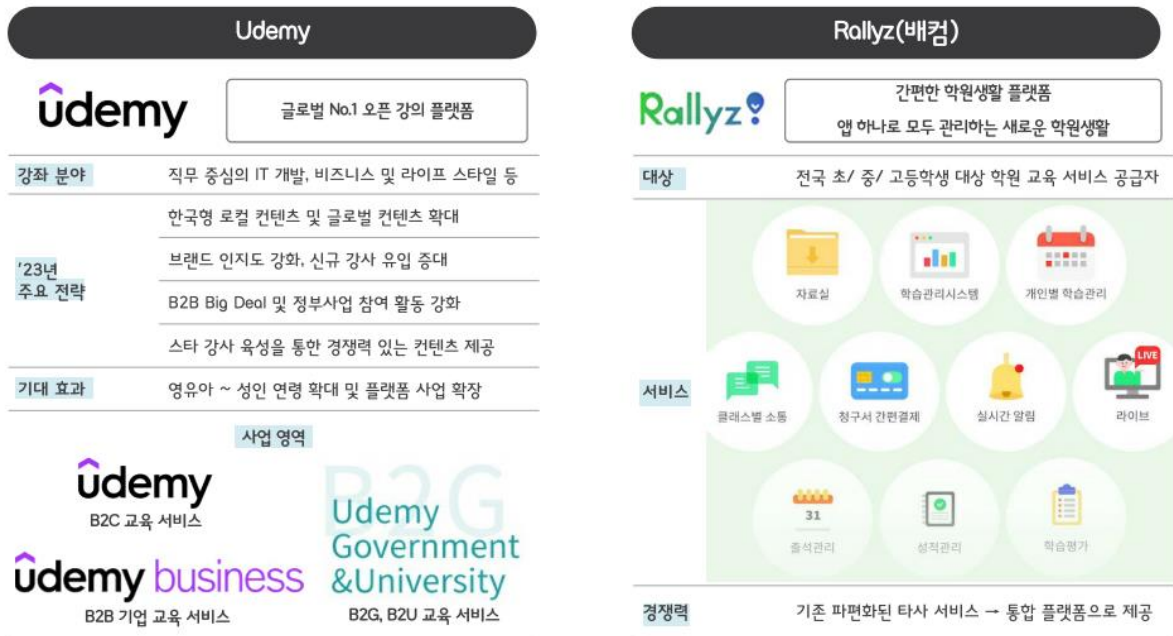 Udemy
ûdemy
글로벌 No.1 오픈 강의 플랫폼
강좌 분야
직무 중심의 IT 개발, 비즈니스 및 라이프 스타일 등
'23년
주요 전략
한국형 로컬 컨텐츠 및 글로벌 컨텐츠 확대
브랜드 인지도 강화, 신규 강사 유입 증대
B2B Big Deal 및 정부사업 참여 활동 강화
스타 강사 육성을 통한 경쟁력 있는 컨텐츠 제공
기대 효과
영유아 ~ 성인 연령 확대 및 플랫폼 사업 확장
사업 영역
ûdemy
B2C 교육 서비스
ûdemy business
B2B 기업 교육 서비스
B2G
Udemy
Government
&University
B2G, B2U 교육 서비스
Rallyz(배컴)
Rallyz
간편한 학원생활 플랫폼
앱 하나로 모두 관리하는 새로운 학원생활
대상
전국 초/ 중/ 고등학생 대상 학원 교육 서비스 공급자
서비스
자료실
학습관리시스템
개인별 학습관리
클래스별 소통
청구서 간편결제
실시간 알림
LIVE
라이브
31
출석관리
성적관리
학습평가
경쟁력
기존 파편화된 타사 서비스 → 통합 플랫폼으로 제공